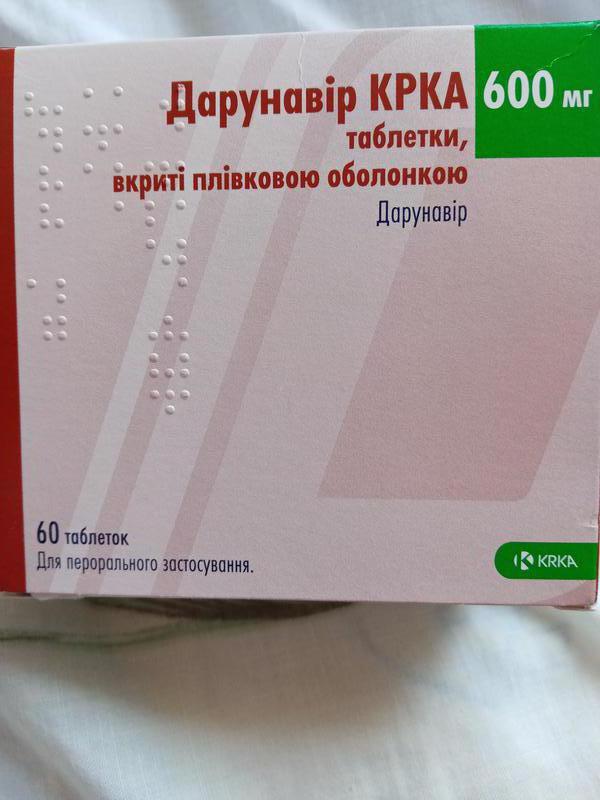 Дарунавір КРКА 600 мг
таблетки,
вкриті плівковою оболонкою
Дарунавір
60 таблеток
Для перорального застосування.
KRKA